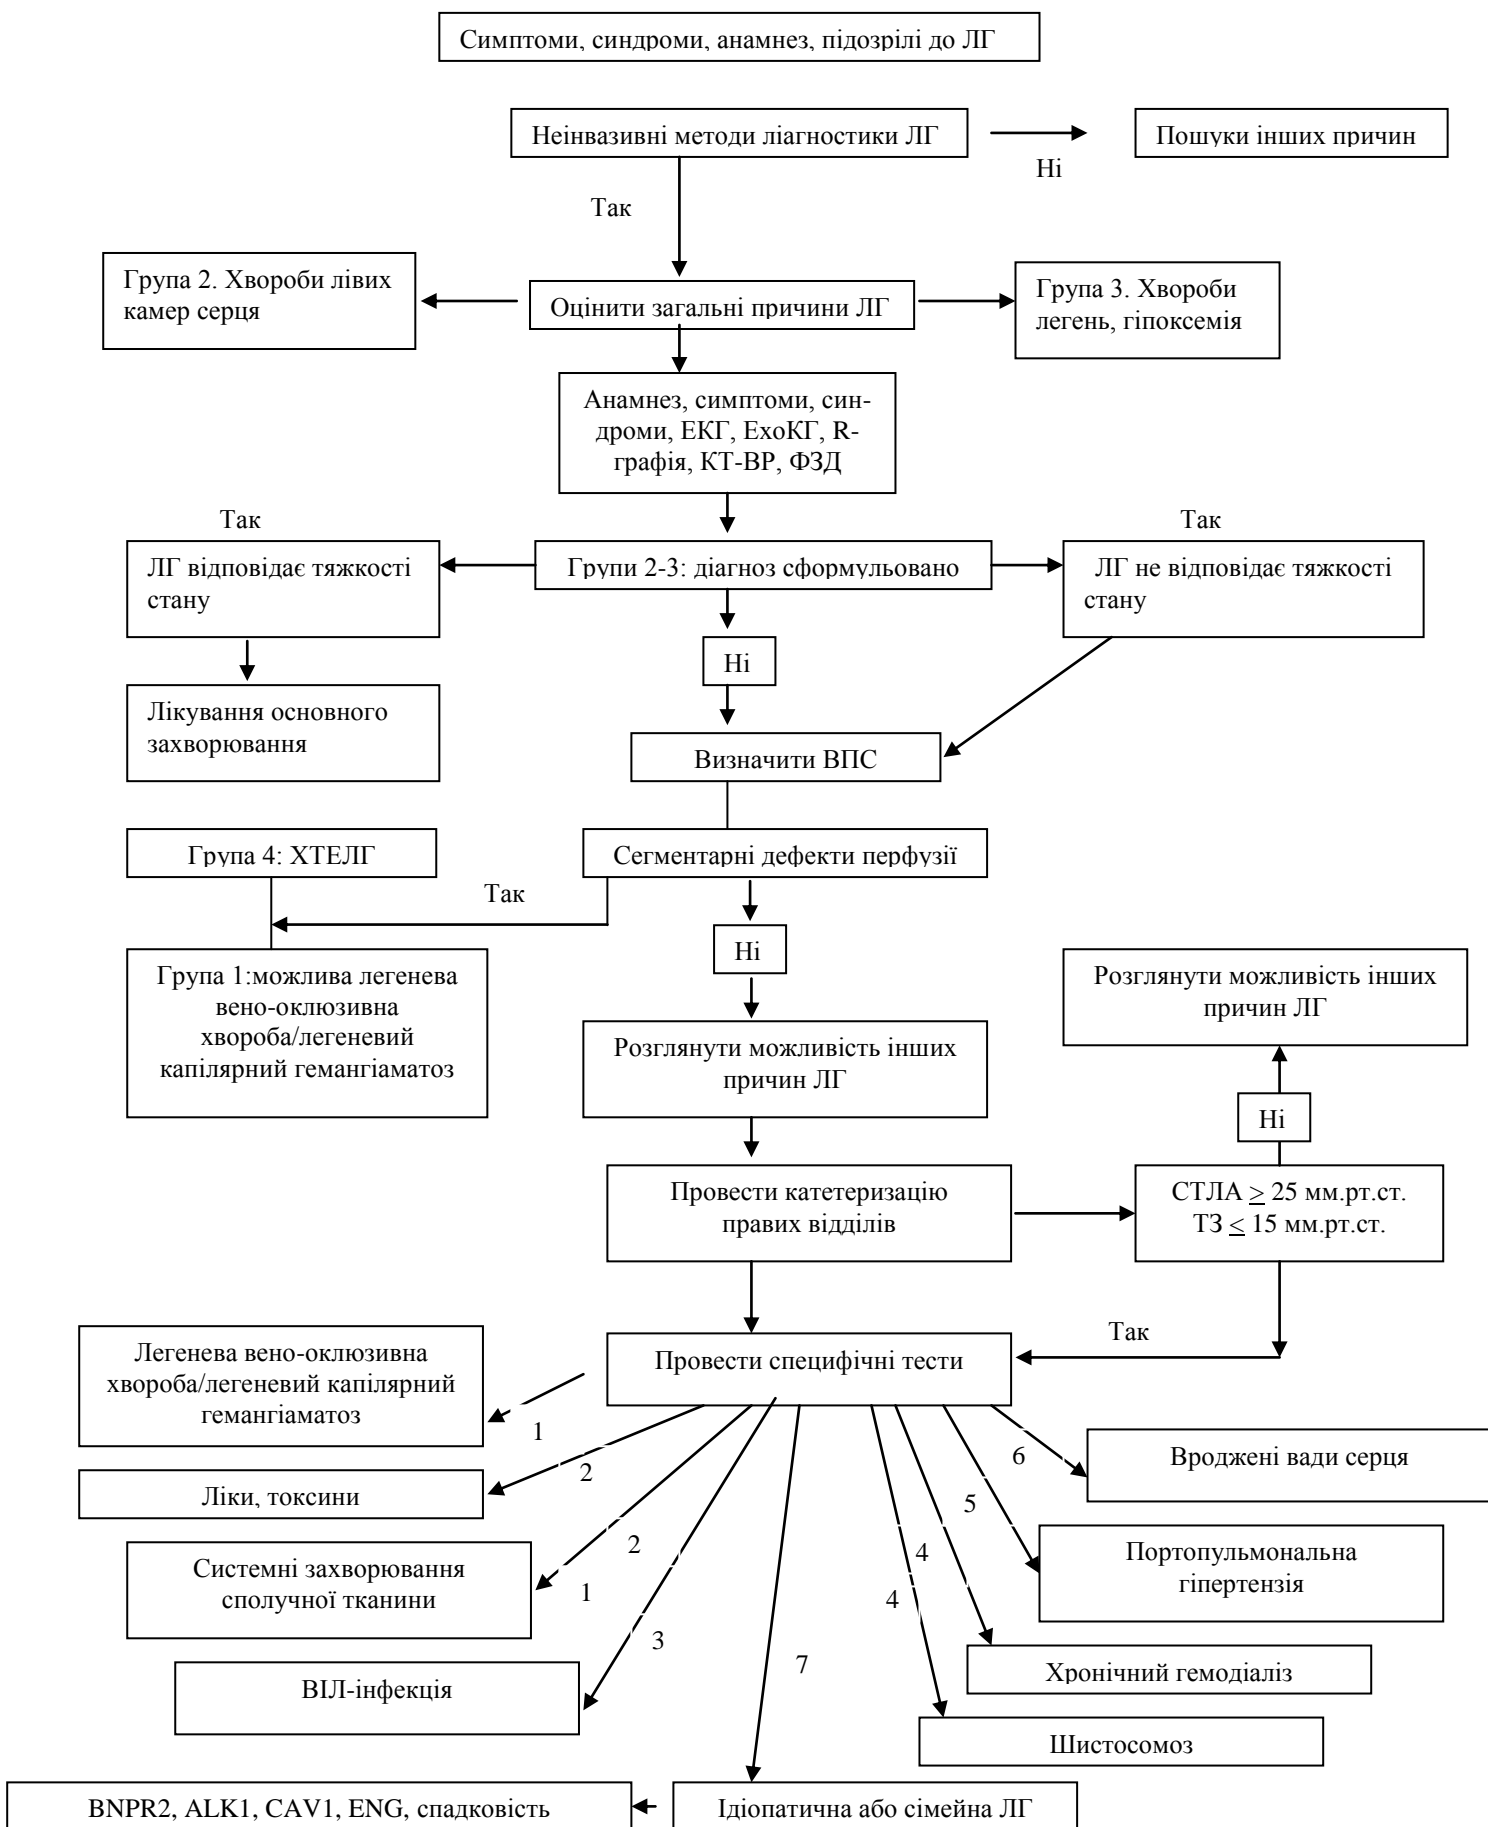 Симптоми, синдроми, анамнез, підозрілі до ЛГ
Неінвазивні методи ліагностики ЛГ
Пошуки інших причин
Ні
Так
Група 2. Хвороби лівих
камер серця
Оцінити загальні причини ЛГ
Група 3. Хвороби
легень, гіпоксемія
Анамнез, симптоми, син-
дроми, ЕКГ, ЕхоКГ, R-
графія, КТ-ВР, ФЗД
Так
Так
ЛГ відповідає тяжкості
стану
Групи 2-3: діагноз сформульовано
ЛГ не відповідає тяжкості
стану
Ні
Лікування основного
захворювання
Визначити ВПС
Група 4: ХТЕЛГ
Сегментарні дефекти перфузії
Так
Ні
Група 1:можлива легенева
вено-оклюзивна
хвороба/легеневий
капілярний гемангіаматоз
Розглянути можливість інших
причин ЛГ
Розглянути можливість інших
причин ЛГ
Ні
Провести катетеризацію
правих відділів
СТЛА ≥ 25 мм.рт.ст.
ТЗ ≤ 15 мм.рт.ст.
Так
Провести специфічні тести
Легенева вено-оклюзивна
хвороба/легеневий капілярний
гемангіаматоз
1
6
Вроджені вади серця
2
Ліки, токсини
5
2
4
Системні захворювання
сполучної тканини
1
4
Портопульмональна
гіпертензія
3
7
ВІЛ-інфекція
Хронічний гемодіаліз
Шистосомоз
BNPR2, ALK1, CAV1, ENG, спадковість
Ідіопатична або сімейна ЛГ